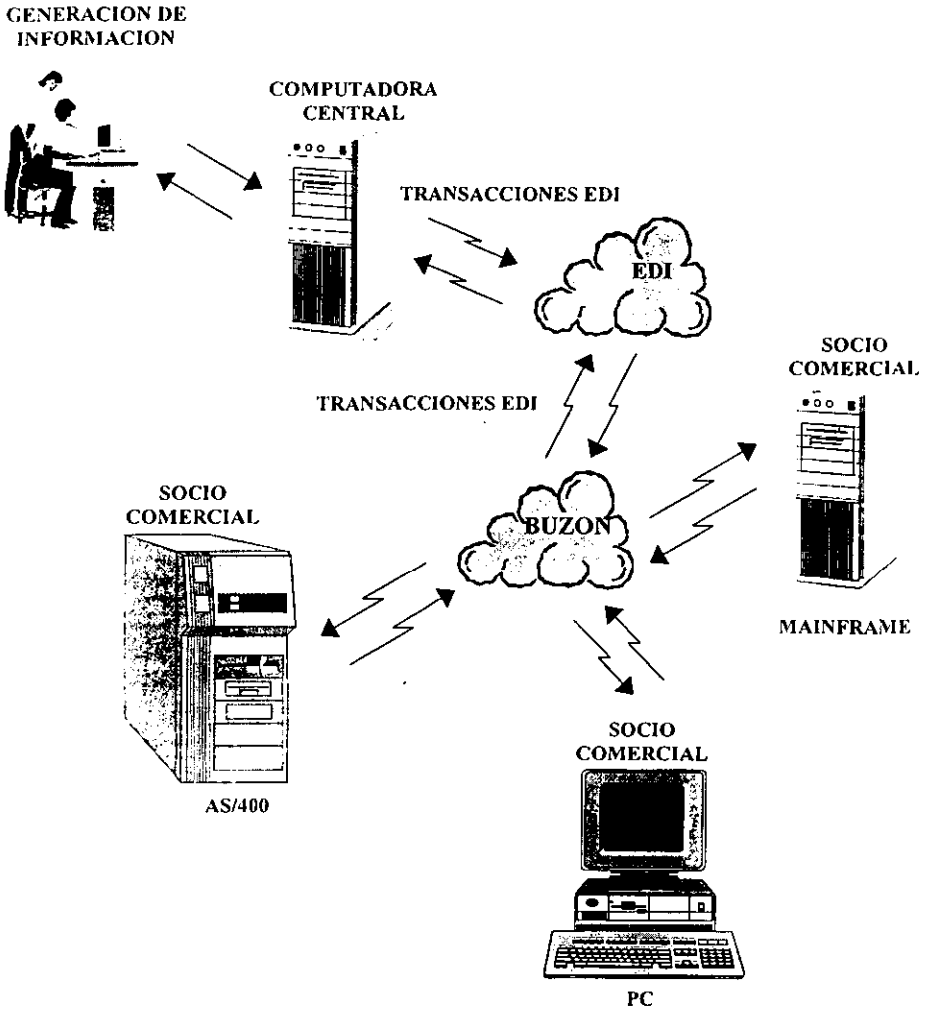 GENERACION DE
INFORMACION
COMPUTADORA
CENTRAL
TRANSACCIONES EDI
EDI
SOCIO
COMERCIAL
TRANSACCIONES EDI
SOCIO
COMERCIAL
BUZON
MAINFRAME
SOCIO
COMERCIAL
AS/400
PC